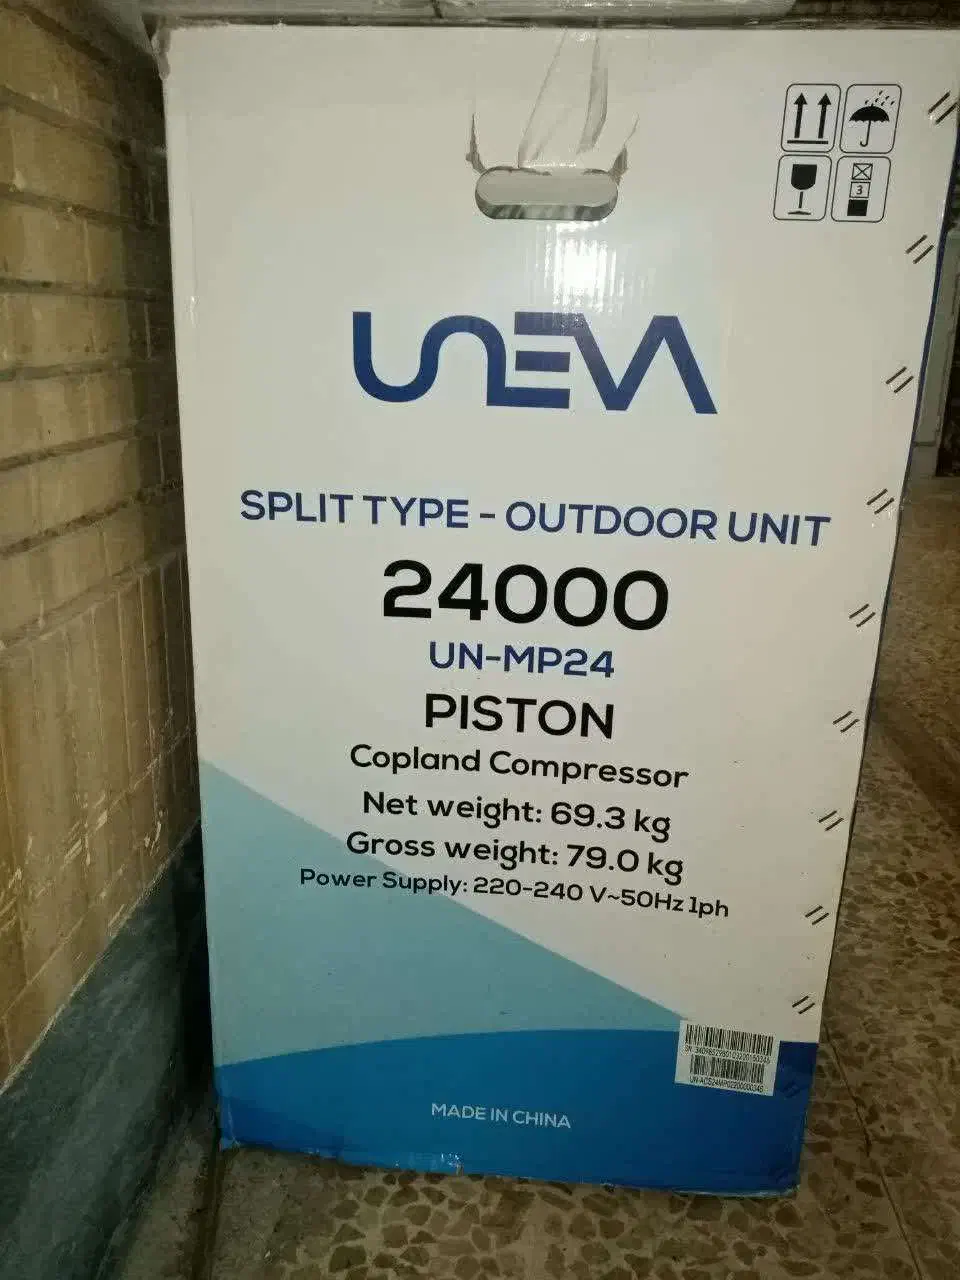 3
UNEVA
SPLIT TYPE - OUTDOOR UNIT
24000
UN-MP24
PISTON
Copland Compressor
Net weight: 69.3 kg
Gross weight: 79.0 kg
Power Supply: 220-240 V~50Hz 1ph
MADE IN CHINA